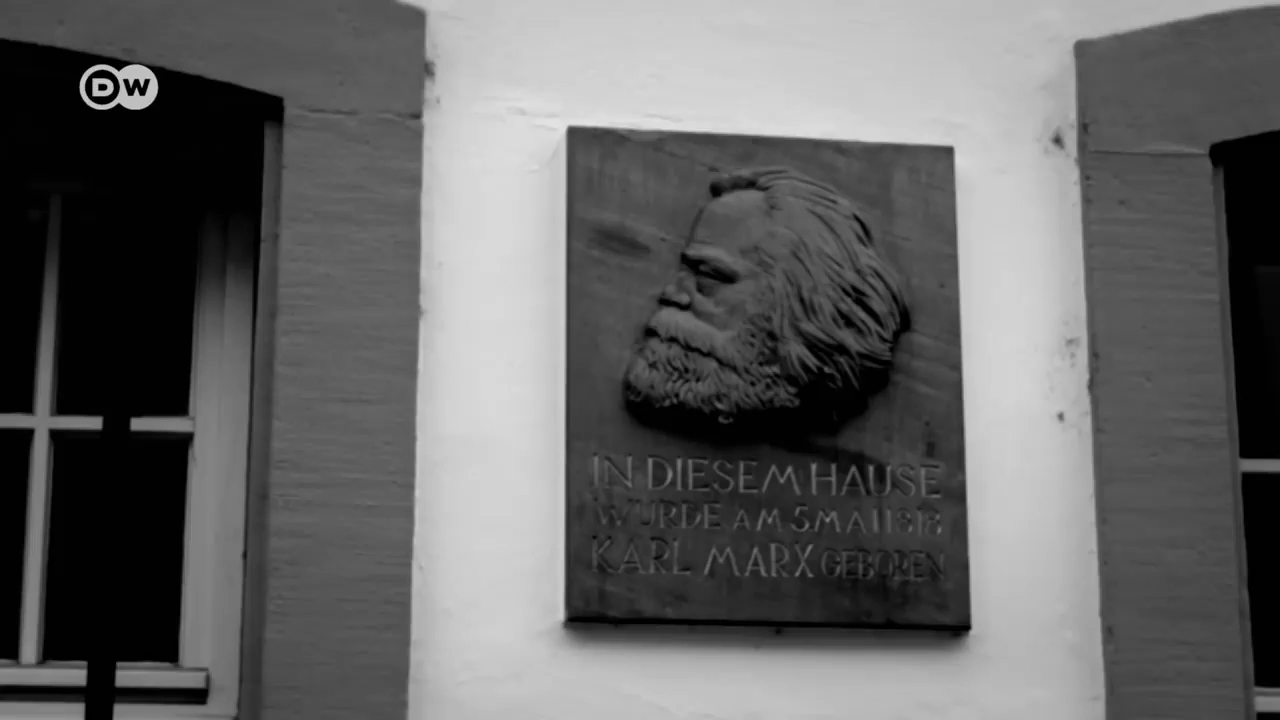 DW
IN DIESEM HAUSE
WURDE AM 5 MAI 1818
KARL MARX GEBOREN